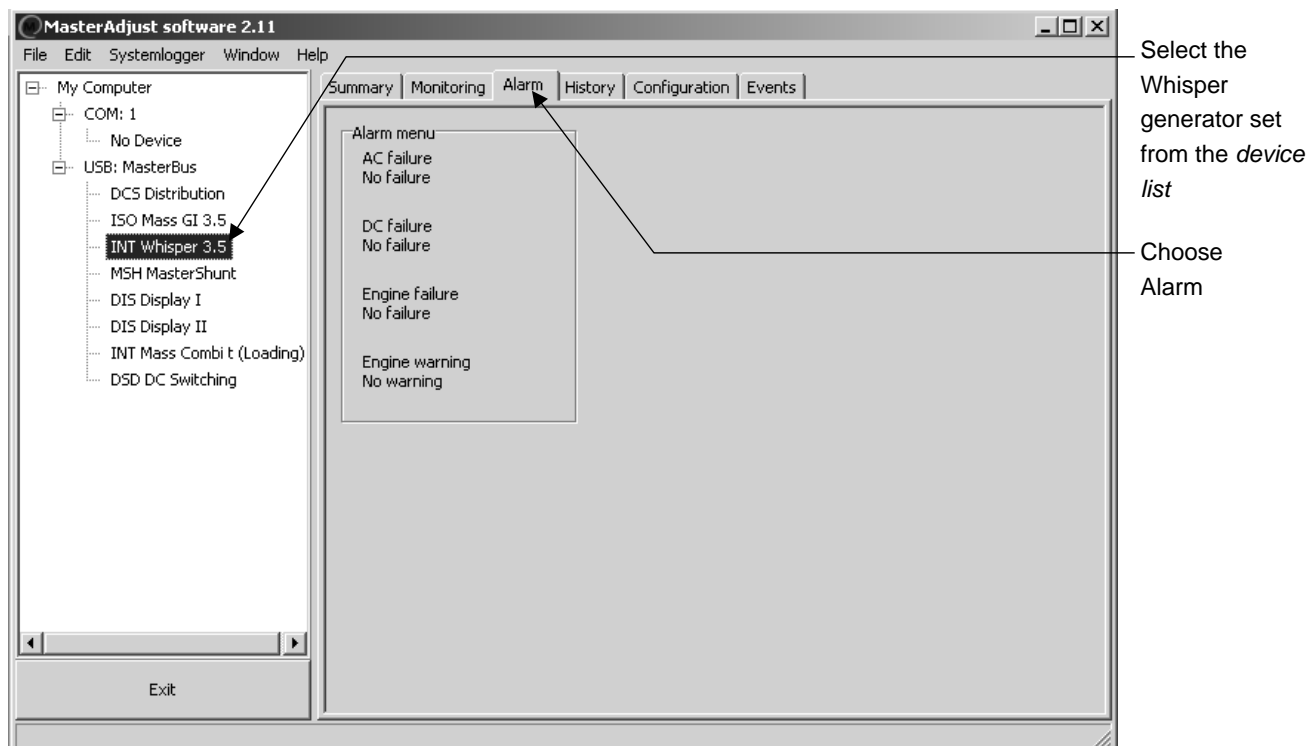 MasterAdjust software 2.11
File Edit Systemlogger Window Help
My Computer
COM: 1
No Device
USB: MasterBus
DCS Distribution
ISO Mass GI 3.5
INT Whisper 3.5
MSH MasterShunt
DIS Display I
DIS Display II
INT Mass Combi t (Loading)
DSD DC Switching
Exit
Summary Monitoring Alarm History Configuration Events
Alarm menu
AC failure
No failure
DC failure
No failure
Engine failure
No failure
Engine warning
No warning
Select the
Whisper
generator set
from the device
list
Choose
Alarm